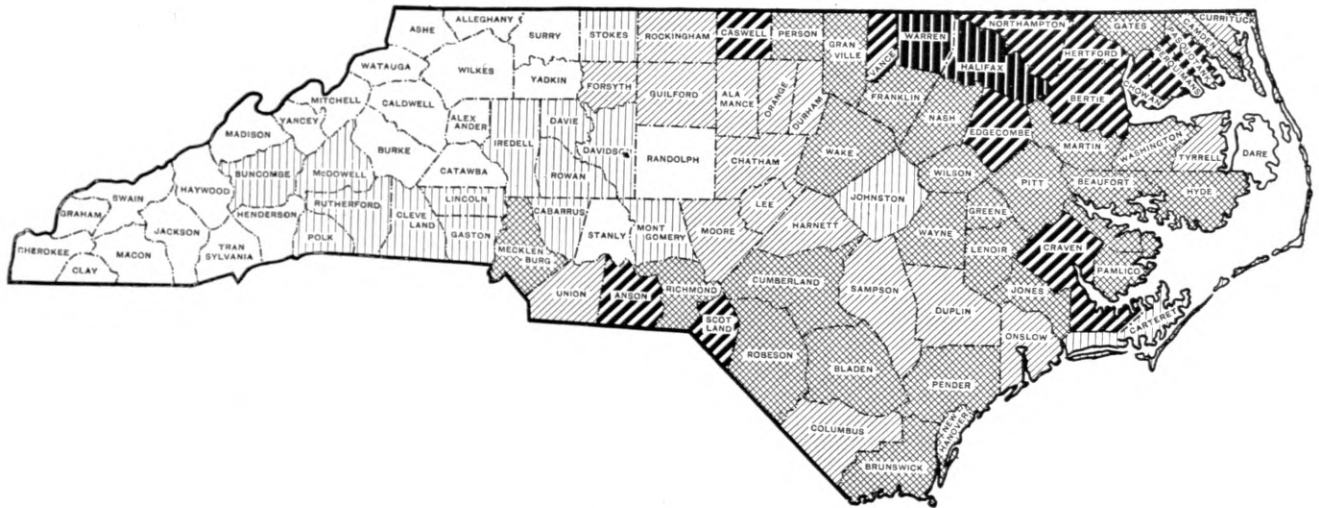 ALLEGHANY
ASHE
SURRY
STOKES
ROCKINGHAM
CASWELL
PERSON
GRAN
VILLE
VANCE
WARREN
NORTHAMPTON
HALIFAX
HERTFORD
GATES
CAMDEN
CURRITUCK
PASQUOTANK
PERQUIMANS
CHOWAN
BERTIE
WATAUGA
WILKES
YADKIN
FORSYTH
GUILFORD
ALA
MANCE
ORANGE
DURHAM
FRANKLIN
NASH
EDGECOMBE
MARTIN
WASHINGTON
TYRRELL
DARE
MITCHELL
YANCEY
CALDWELL
ALEX
ANDER
IREDELL
DAVIE
DAVIDSON
RANDOLPH
CHATHAM
WAKE
WILSON
PITT
BEAUFORT
HYDE
MADISON
BUNCOMBE
McDOWELL
BURKE
CATAWBA
ROWAN
LEE
JOHNSTON
GREENE
HAYWOOD
SWAIN
GRAHAM
JACKSON
HENDERSON
RUTHERFORD
CLEVE
LAND
LINCOLN
GASTON
CABARRUS
STANLY
MONT
GOMERY
MOORE
HARNETT
WAYNE
LENOIR
CRAVEN
PAMLICO
CHEROKEE
CLAY
MACON
TRAN
SYLVANIA
POLK
MECKLEN
BURG
UNION
ANSON
RICHMOND
SCOT
LAND
CUMBERLAND
SAMPSON
DUPLIN
JONES
ONSLOW
CARTERET
ROBESON
BLADEN
PENDER
COLUMBUS
NEW
HANOVER
BRUNSWICK